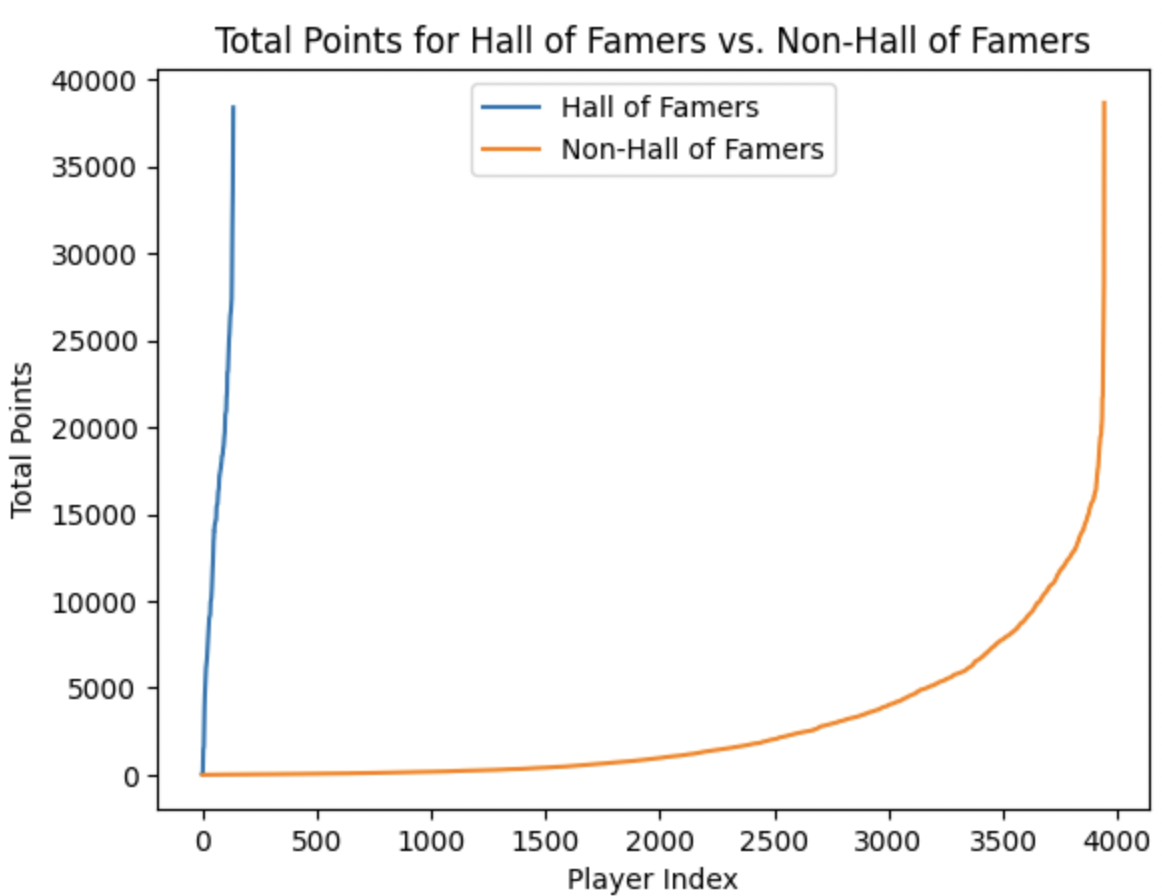 Total Points for Hall of Famers vs. Non-Hall of Famers
Hall of Famers
Non-Hall of Famers
Total Points
40000
35000
30000
25000
20000
15000
10000
5000
0
0 500 1000 1500 2000 2500 3000 3500 4000
Player Index